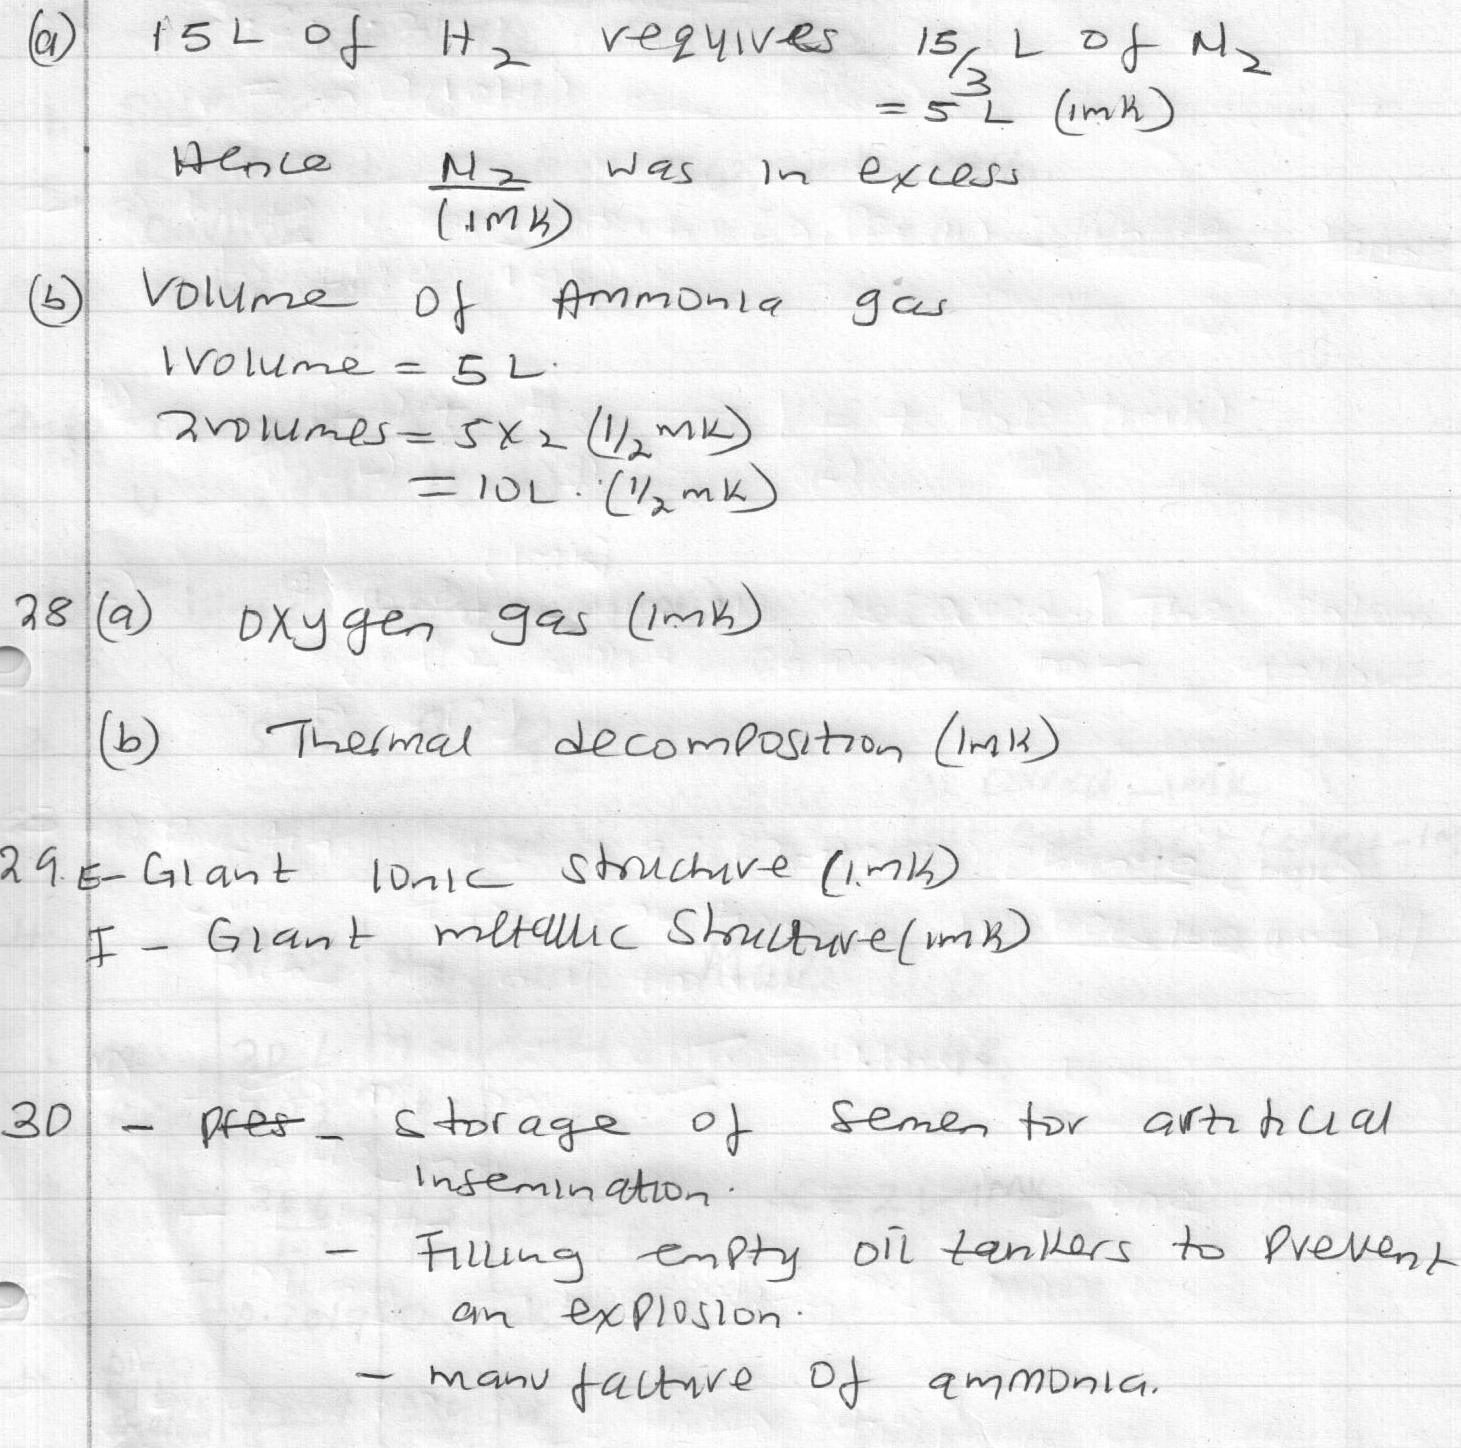 (a) 15L of H2 requires 15/3 L of N2
= 5 L (1mk)
Hence N2 was in excess
(1MK)
(b) Volume of Ammonia gas
1Volume = 5L.
2volumes = 5x2 (1/2 mk)
= 10L. (1/2 mk)
28 (a) oxygen gas (1mk)
(b) Thermal decomposition (1mk)
29. E- Giant Ionic structure (1mk)
I - Giant metallic Structure (1mk)
30 - pres - storage of semen for artificial
Insemination.
- Filling empty oil tankers to prevent
an explosion.
- manufacture of ammonia.